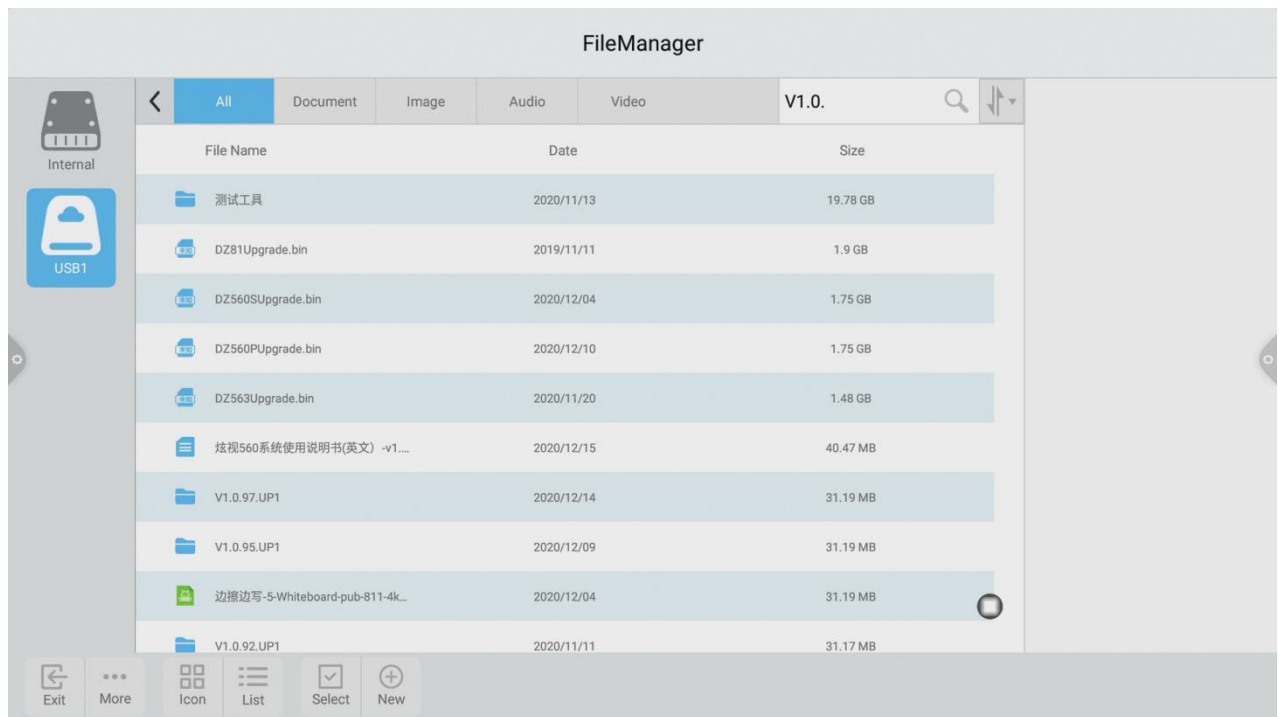 FileManager
Internal
USB1
All Document Image Audio Video V1.0.
File Name Date Size
测试工具 2020/11/13 19.78 GB
DZ81Upgrade.bin 2019/11/11 1.9 GB
DZ560SUpgrade.bin 2020/12/04 1.75 GB
DZ560PUpgrade.bin 2020/12/10 1.75 GB
DZ563Upgrade.bin 2020/11/20 1.48 GB
炫视560系统使用说明书(英文）-v1.... 2020/12/15 40.47 MB
V1.0.97.UP1 2020/12/14 31.19 MB
V1.0.95.UP1 2020/12/09 31.19 MB
边擦边写-5-Whiteboard-pub-811-4k... 2020/12/04 31.19 MB
V1.0.92.UP1 2020/11/11 31.17 MB
Exit More Icon List Select New